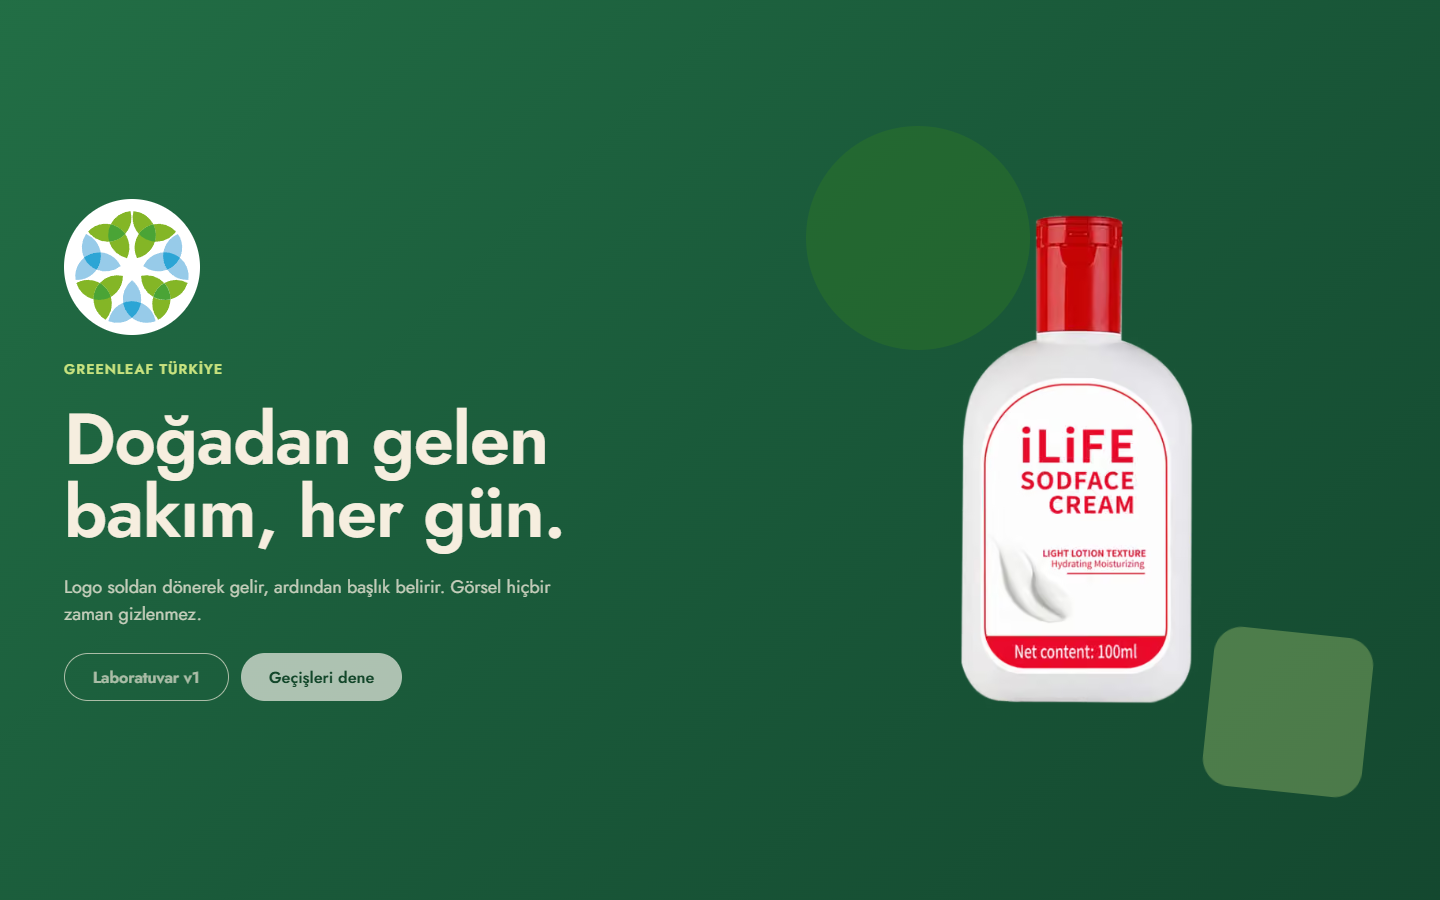 GREENLEAF TÜRKİYE
Doğadan gelen
bakım, her gün.
Logo soldan dönerek gelir, ardından başlık belirir. Görsel hiçbir
zaman gizlenmez.
Laboratuvar v1
Geçişleri dene
iLiFE
SODFACE
CREAM
LIGHT LOTION TEXTURE
Hydrating Moisturizing
Net content: 100ml